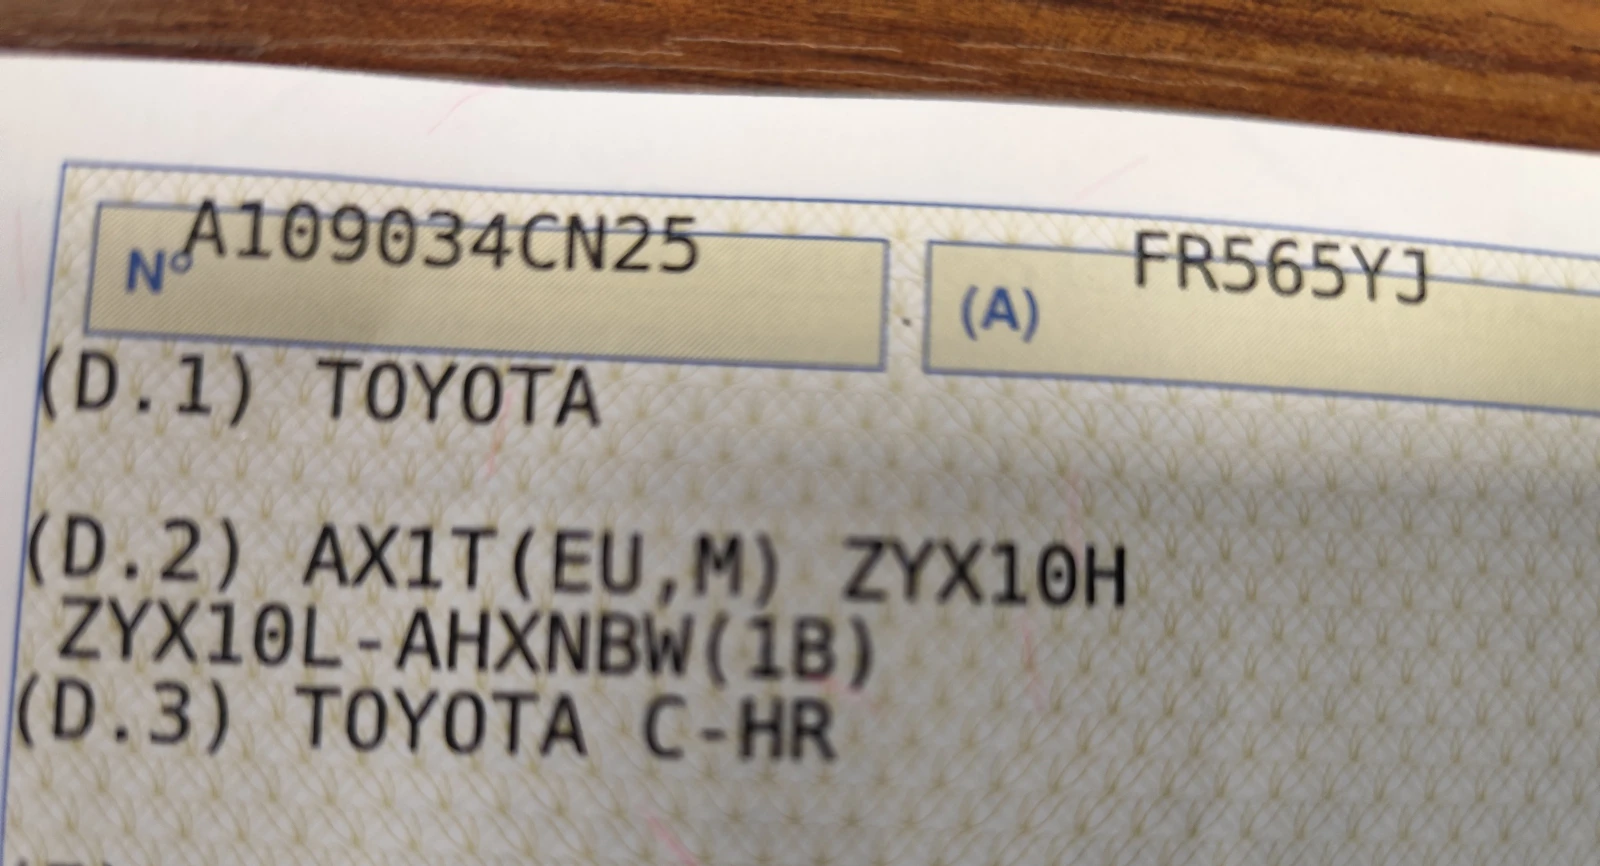 N° A109034CN25 (A) FR565YJ
(D.1) TOYOTA
(D.2) AX1T(EU,M) ZYX10H
ZYX10L-AHXNBW(1B)
(D.3) TOYOTA C-HR